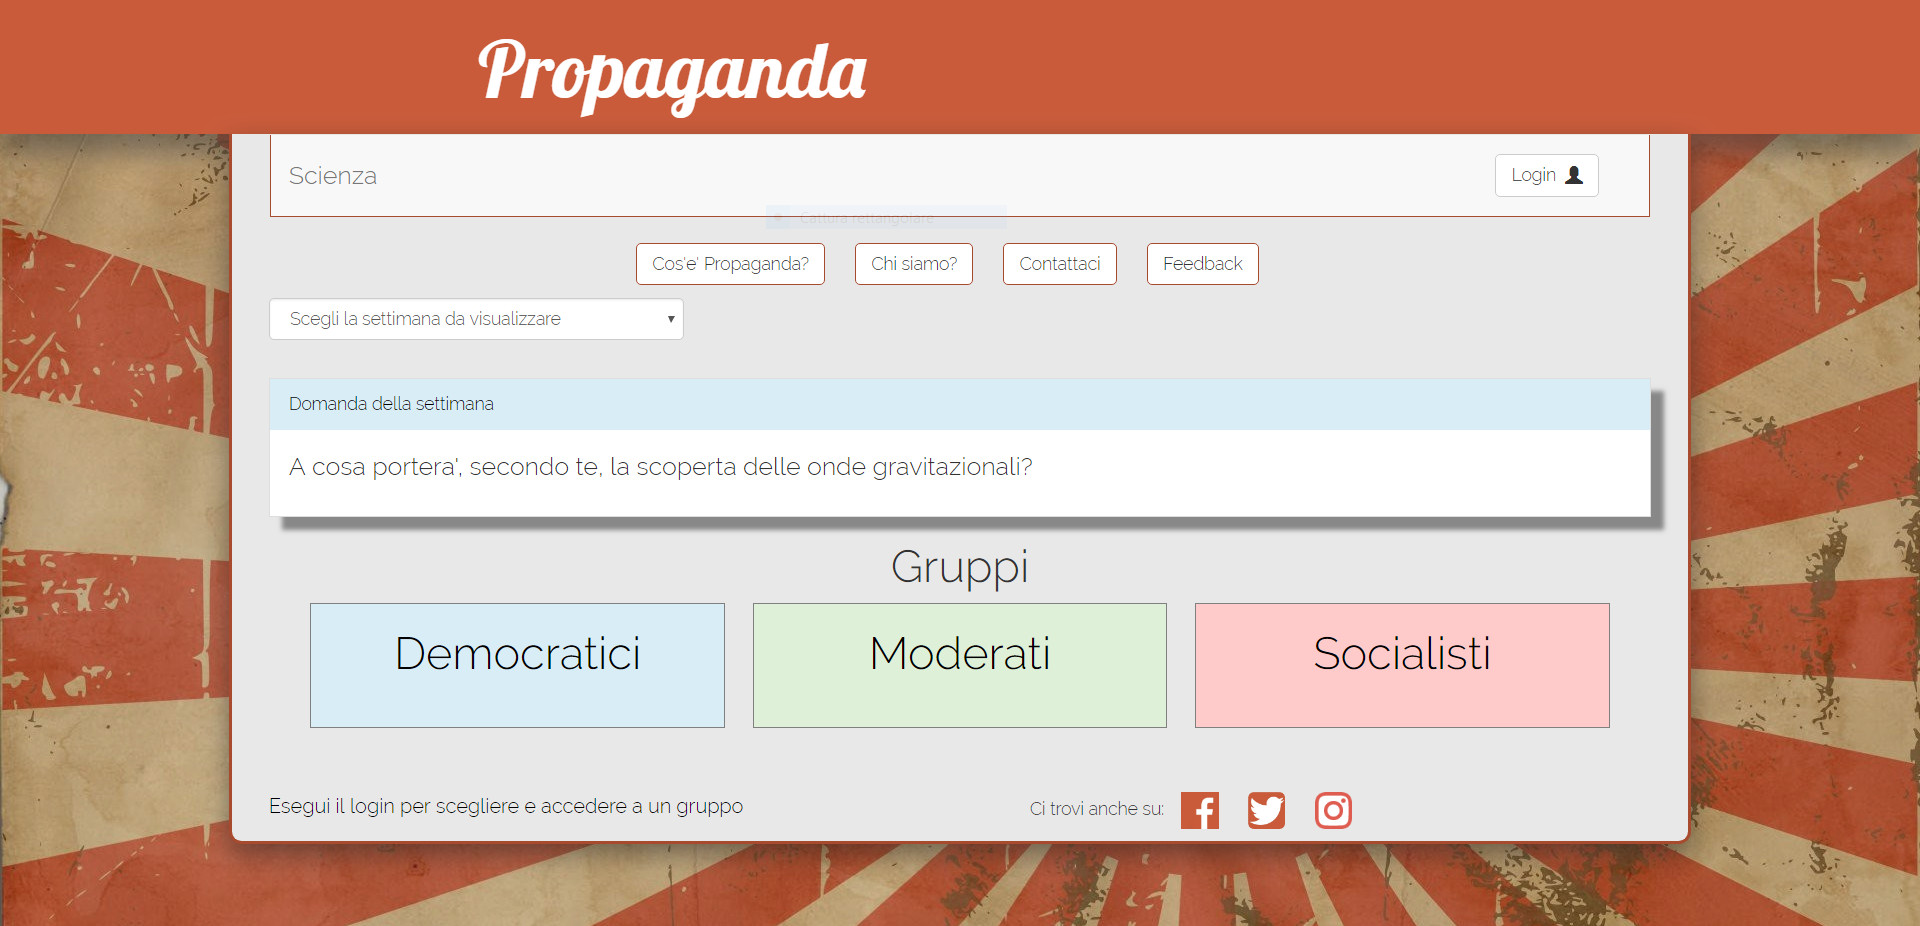 Propaganda
Scienza
Login
Cattura rettangolare
Cos'e' Propaganda?
Chi siamo?
Contattaci
Feedback
Scegli la settimana da visualizzare
Domanda della settimana
A cosa portera', secondo te, la scoperta delle onde gravitazionali?
Gruppi
Democratici
Moderati
Socialisti
Esegui il login per scegliere e accedere a un gruppo
Ci trovi anche su: